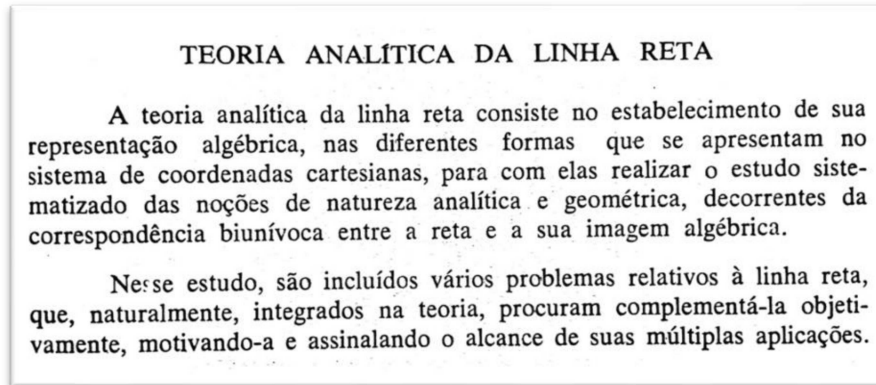 TEORIA ANALÍTICA DA LINHA RETA
A teoria analítica da linha reta consiste no estabelecimento de sua
representação algébrica, nas diferentes formas que se apresentam no
sistema de coordenadas cartesianas, para com elas realizar o estudo siste-
matizado das noções de natureza analítica e geométrica, decorrentes da
correspondência biunívoca entre a reta e a sua imagem algébrica.
Nesse estudo, são incluídos vários problemas relativos à linha reta,
que, naturalmente, integrados na teoria, procuram complementá-la objeti-
vamente, motivando-a e assinalando o alcance de suas múltiplas aplicações.